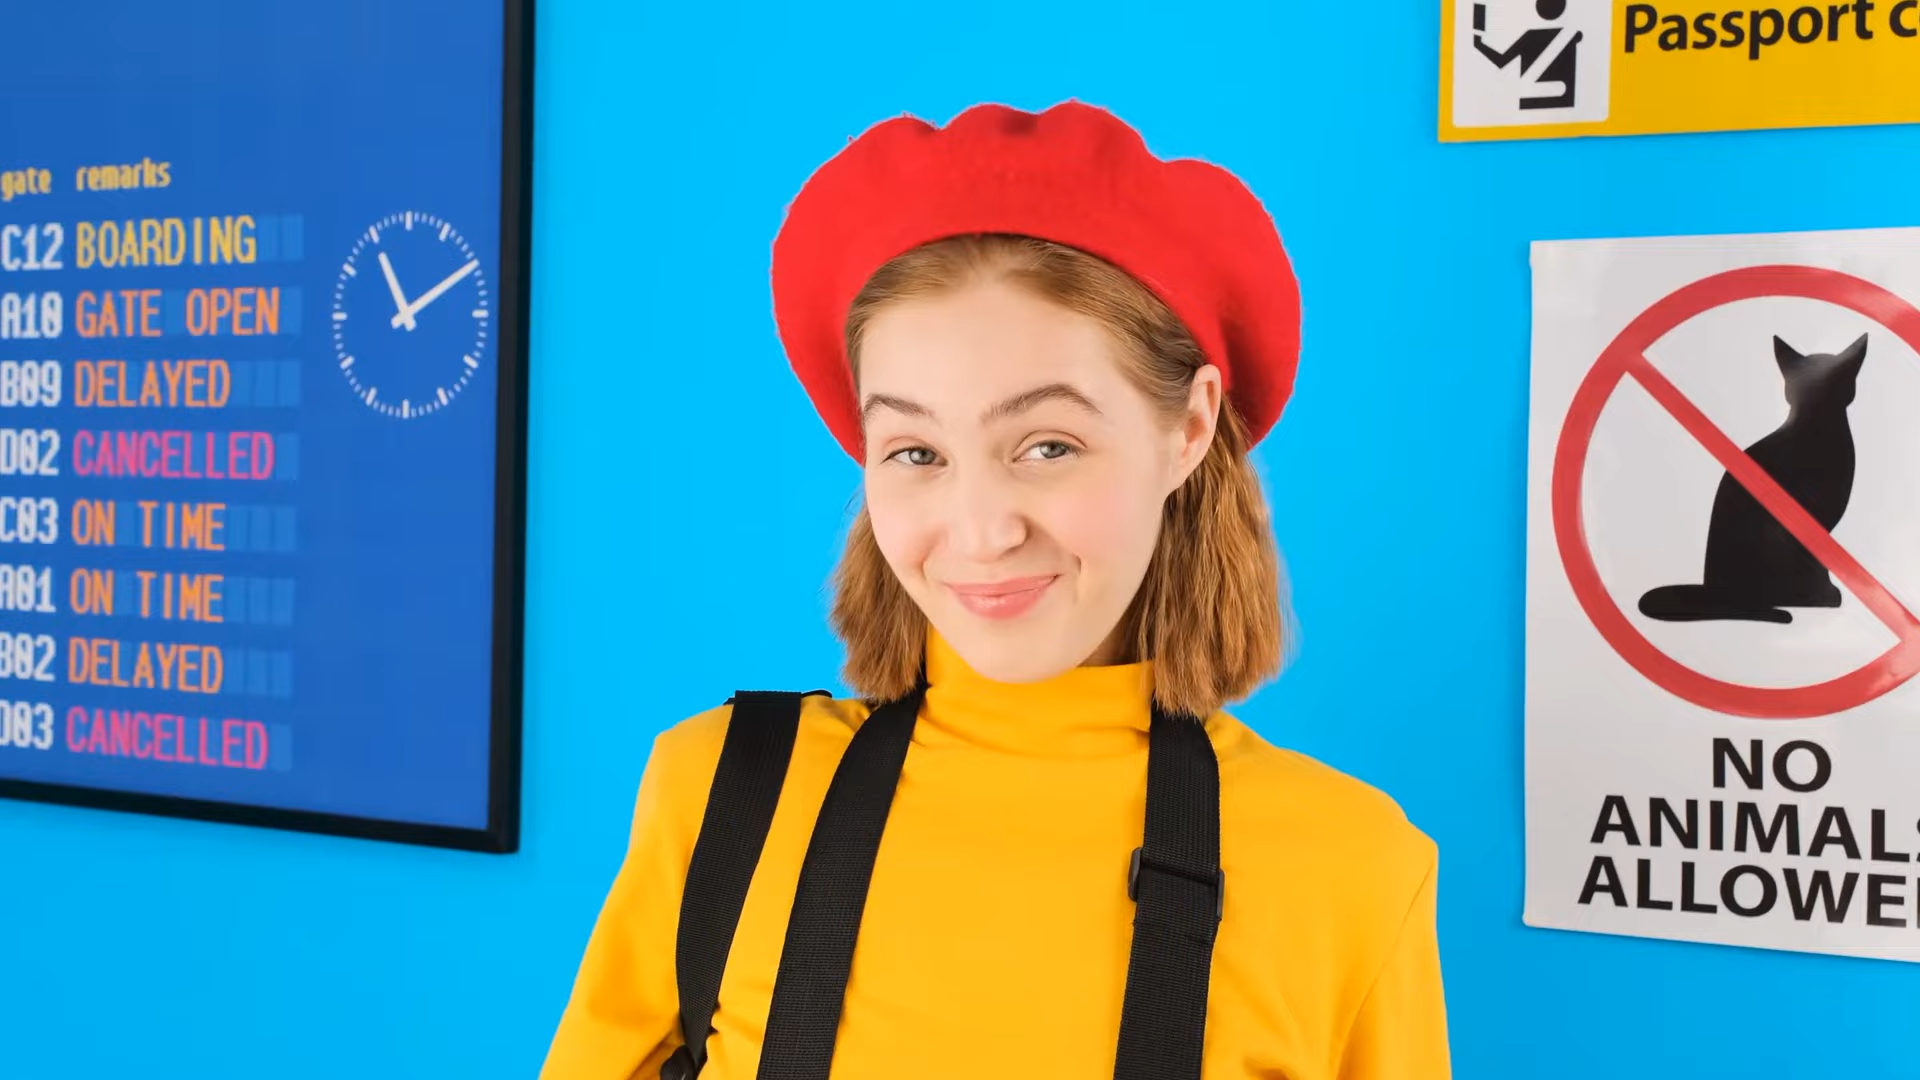 gate remarks
C12 BOARDING
A10 GATE OPEN
B09 DELAYED
D02 CANCELLED
C03 ON TIME
A01 ON TIME
B02 DELAYED
D03 CANCELLED
Passport c
NO
ANIMALS
ALLOWED